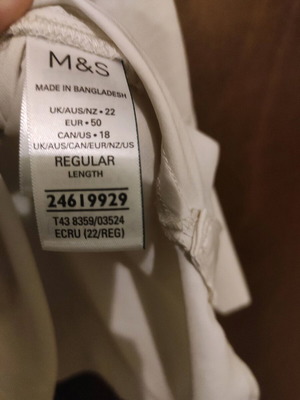 M&S
MADE IN BANGLADESH
UK/AUS/NZ • 22
EUR • 50
CAN/US • 18
UK/AUS/CAN/EUR/NZ/US
REGULAR
LENGTH
24619929
T43 8359/03524
ECRU (22/REG)